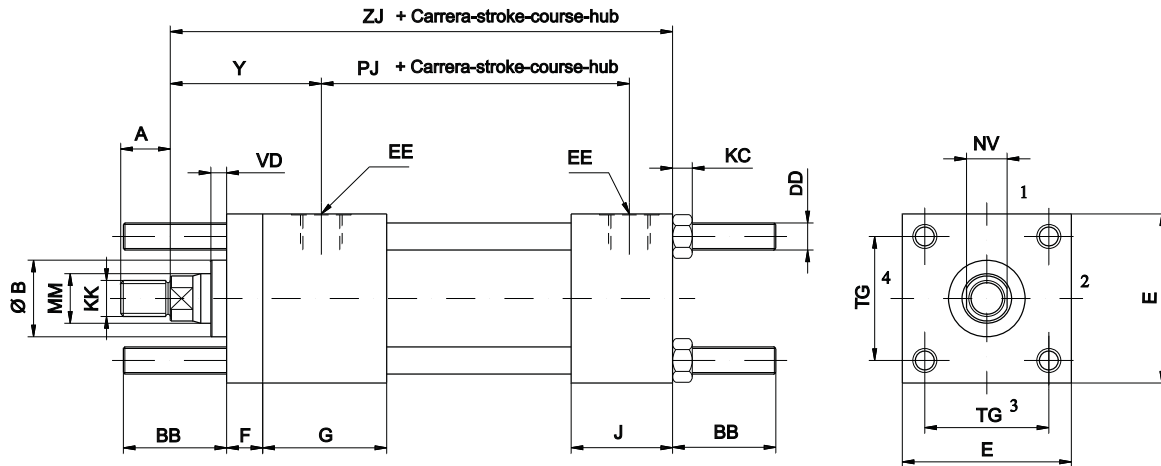 ZJ + Carrera-stroke-course-hub
Y
PJ + Carrera-stroke-course-hub
A
VD
EE
EE
KC
DD
NV
1
Ø B
MM
KK
TG
4
2
E
BB
F
G
J
BB
TG
3
E